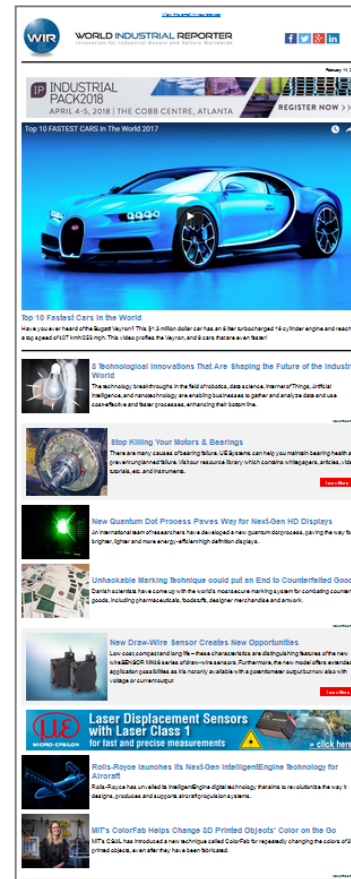 View this email in your browser
WIR
WORLD INDUSTRIAL REPORTER
Innovation for Industrial Buyers and Sellers Worldwide
February 14, 2
IP INDUSTRIAL
PACK2018
APRIL 4-5, 2018 | THE COBB CENTRE, ATLANTA
REGISTER NOW >>
Top 10 FASTEST CARS In The World 2017
Top 10 Fastest Cars in the World
Have you ever heard of the Bugatti Veyron? This $1.3 million dollar car has an 8 liter turbocharged 16 cylinder engine and reach
a top speed of 407 km/h 253 mph. This video profiles the Veyron, and 9 cars that are even faster!
8 Technological Innovations That Are Shaping the Future of the Industr
World
The technology breakthroughs in the field of robotics, data science, Internet of Things, Artificial
Intelligence, and nanotechnology are enabling businesses to gather and analyze data and use
cost-effective and faster processes, enhancing their bottom line.
Stop Killing Your Motors & Bearings
There are many causes of bearing failure. UE Systems can help you maintain bearing health a
prevent unplanned failure. Visit our resource library which contains whitepapers, articles, vide
tutorials, etc. and instruments.
Learn More
New Quantum Dot Process Paves Way for Next-Gen HD Displays
An international team of researchers have developed a new quantum dot process, paving the way fo
brighter, lighter and more energy-efficient high definition displays.
Unhackable Marking Technique could put an End to Counterfeited Good
Danish scientists have come up with the world's most secure marking system for combating counter
goods, including pharmaceuticals, foodstuffs, designer merchandise and artwork.
New Draw-Wire Sensor Creates New Opportunities
Low cost, compact and long life – these characteristics are distinguishing features of the new
wireSENSOR MK88 series of draw-wire sensors. Furthermore, the new model offers extended
application possibilities as it is not only available with a potentiometer output but now also with
voltage or current output
Learn More
MICRO-EPSILON
Laser Displacement Sensors
with Laser Class 1
for fast and precise measurements
» click here
Rolls-Royce launches its Next-Gen IntelligentEngine Technology for
Aircraft
Rolls-Royce has unveiled its IntelligentEngine digital technology that aims to revolutionize the way it
designs, produces and supports aircraft propulsion systems.
MIT's ColorFab Helps Change 3D Printed Objects' Color on the Go
MIT's CSAIL has introduced a new technique called ColorFab for repeatedly changing the colors of 3D
printed objects, even after they have been fabricated.